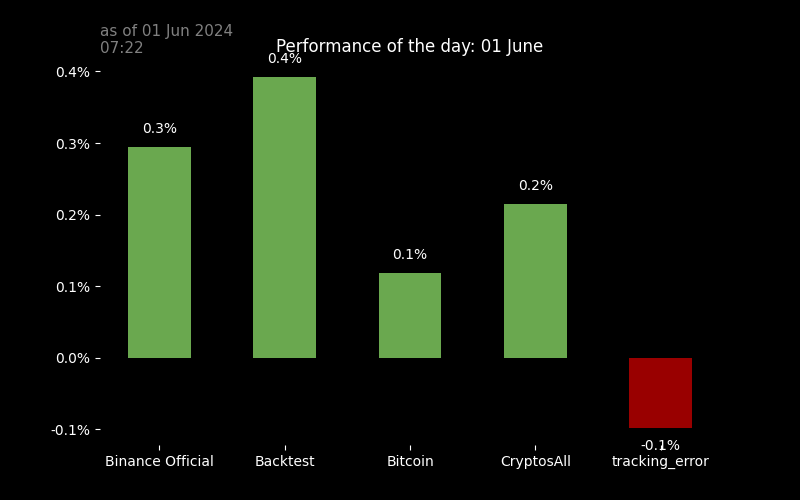 as of 01 Jun 2024
07:22
Performance of the day: 01 June
0.4%
0.3%
0.2%
0.1%
0.0%
-0.1%
0.3%
0.4%
0.1%
0.2%
-0.1%
Binance Official
Backtest
Bitcoin
CryptosAll
tracking_error